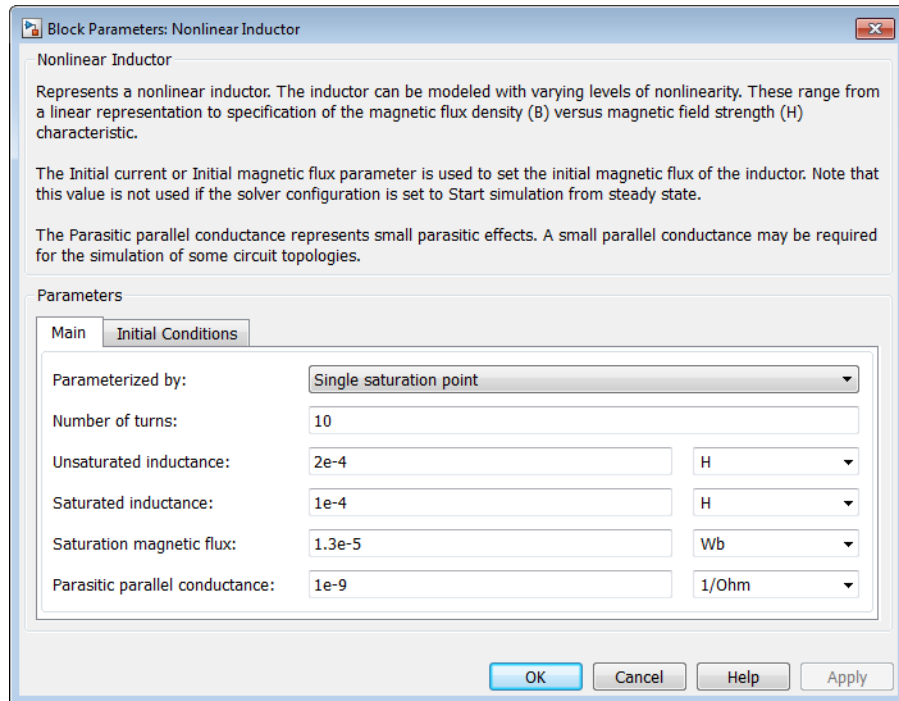 Block Parameters: Nonlinear Inductor
Nonlinear Inductor
Represents a nonlinear inductor. The inductor can be modeled with varying levels of nonlinearity. These range from
a linear representation to specification of the magnetic flux density (B) versus magnetic field strength (H)
characteristic.
The Initial current or Initial magnetic flux parameter is used to set the initial magnetic flux of the inductor. Note that
this value is not used if the solver configuration is set to Start simulation from steady state.
The Parasitic parallel conductance represents small parasitic effects. A small parallel conductance may be required
for the simulation of some circuit topologies.
Parameters
Main Initial Conditions
Parameterized by: Single saturation point
Number of turns: 10
Unsaturated inductance: 2e-4 H
Saturated inductance: 1e-4 H
Saturation magnetic flux: 1.3e-5 Wb
Parasitic parallel conductance: 1e-9 1/Ohm
OK Cancel Help Apply